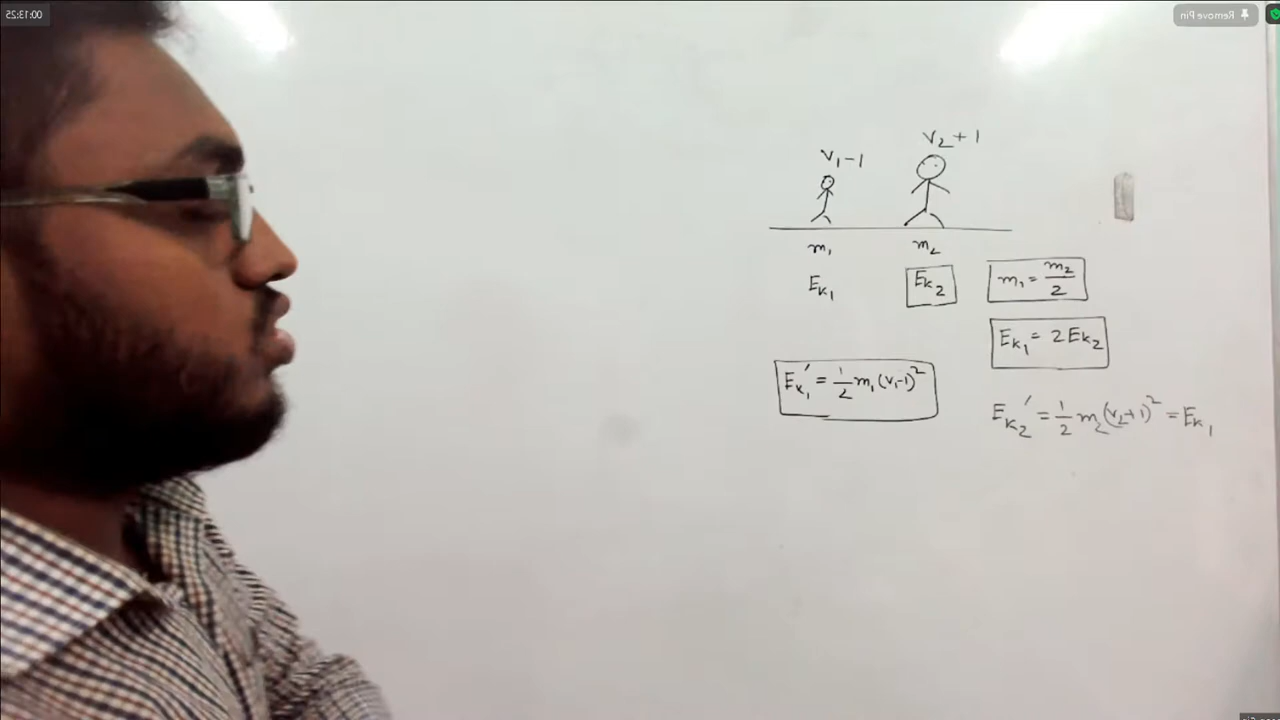 00:13:25
Remove Pin
v₁-1
v₂+1
m₁
m₂
Eₖ₁
Eₖ₂
m₁ = m₂/2
Eₖ₁ = 2Eₖ₂
Eₖ₁' = 1/2 m₁(v₁-1)²
Eₖ₂' = 1/2 m₂(v₂+1)² = Eₖ₁